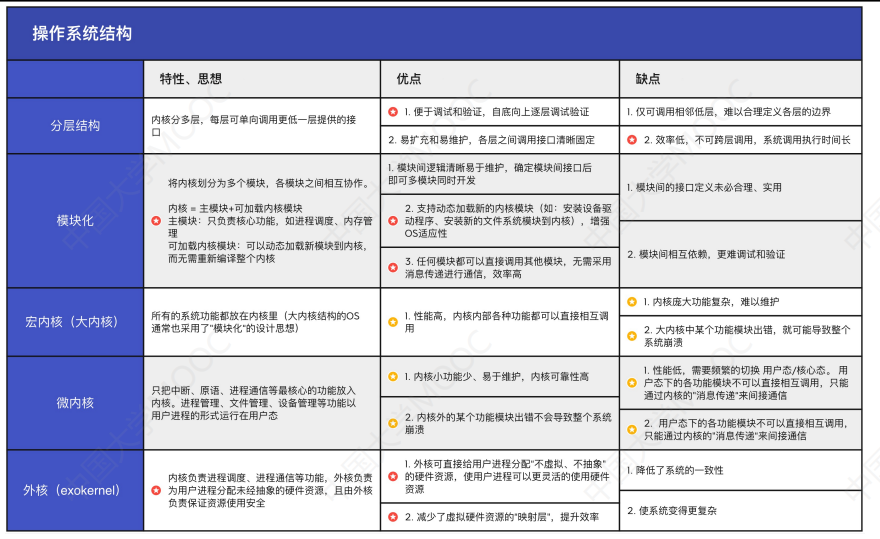 操作系统结构
特性、思想
优点
缺点
分层结构
内核分多层，每层可单向调用更低一层提供的接
口
1. 便于调试和验证，自底向上逐层调试验证
2. 易扩充和易维护，各层之间调用接口清晰固定
1. 仅可调用相邻低层，难以合理定义各层的边界
2. 效率低，不可跨层调用，系统调用执行时间长
模块化
将内核划分为多个模块，各模块之间相互协作。
内核 = 主模块+可加载内核模块
主模块：只负责核心功能，如进程调度、内存管
理
可加载内核模块：可以动态加载新模块到内核，
而无需重新编译整个内核
1. 模块间逻辑清晰易于维护，确定模块间接口后
即可多模块同时开发
2. 支持动态加载新的内核模块（如：安装设备驱
动程序、安装新的文件系统模块到内核），增强
OS适应性
3. 任何模块都可以直接调用其他模块，无需采用
消息传递进行通信，效率高
1. 模块间的接口定义未必合理、实用
2. 模块间相互依赖，更难调试和验证
宏内核（大内核）
所有的系统功能都放在内核里（大内核结构的OS
通常也采用了“模块化”的设计思想）
1. 性能高，内核内部各种功能都可以直接相互调
用
1. 内核庞大功能复杂，难以维护
2. 大内核中某个功能模块出错，就可能导致整个
系统崩溃
微内核
只把中断、原语、进程通信等最核心的功能放入
内核。进程管理、文件管理、设备管理等功能以
用户进程的形式运行在用户态
1. 内核小功能少、易于维护，内核可靠性高
2. 内核外的某个功能模块出错不会导致整个系统
崩溃
1. 性能低，需要频繁的切换 用户态/核心态。 用
户态下的各功能模块不可以直接相互调用，只能
通过内核的"消息传递"来间接通信
2.  用户态下的各功能模块不可以直接相互调用，
只能通过内核的"消息传递"来间接通信
外核（exokernel）
内核负责进程调度、进程通信等功能，外核负责
为用户进程分配未经抽象的硬件资源，且由外核
负责保证资源使用安全
1. 外核可直接给用户进程分配"不虚拟、不抽象"
的硬件资源，使用户进程可以更灵活的使用硬件
资源
2. 减少了虚拟硬件资源的"映射层"，提升效率
1. 降低了系统的一致性
2. 使系统变得更复杂
中国大学MOOC